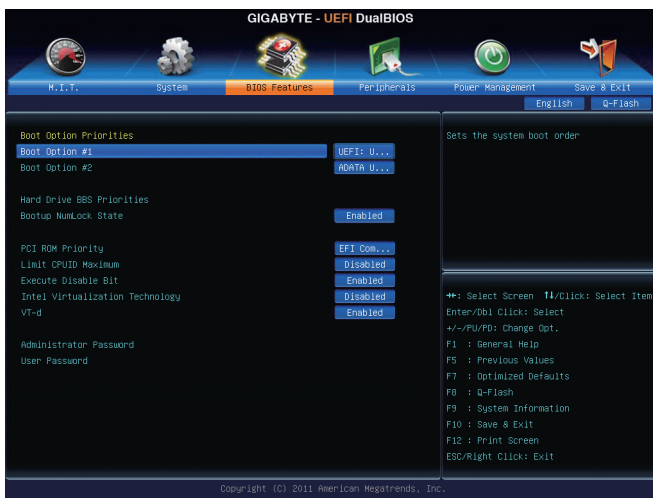 GIGABYTE - UEFI DualBIOS
M.I.T. System BIOS Features Peripherals Power Management Save & Exit
English Q-Flash
Boot Option Priorities
Boot Option #1 UEFI: U...
Boot Option #2 ADATA U...
Hard Drive BBS Priorities
Bootup NumLock State Enabled
PCI ROM Priority EFI Com...
Limit CPUID Maximum Disabled
Execute Disable Bit Enabled
Intel Virtualization Technology Disabled
VT-d Enabled
Administrator Password
User Password
Sets the system boot order
→←: Select Screen ↑↓/Click: Select Item
Enter/Dbl Click: Select
+/-/PU/PD: Change Opt.
F1 : General Help
F5 : Previous Values
F7 : Optimized Defaults
F8 : Q-Flash
F9 : System Information
F10 : Save & Exit
F12 : Print Screen
ESC/Right Click: Exit
Copyright (C) 2011 American Megatrends, Inc.